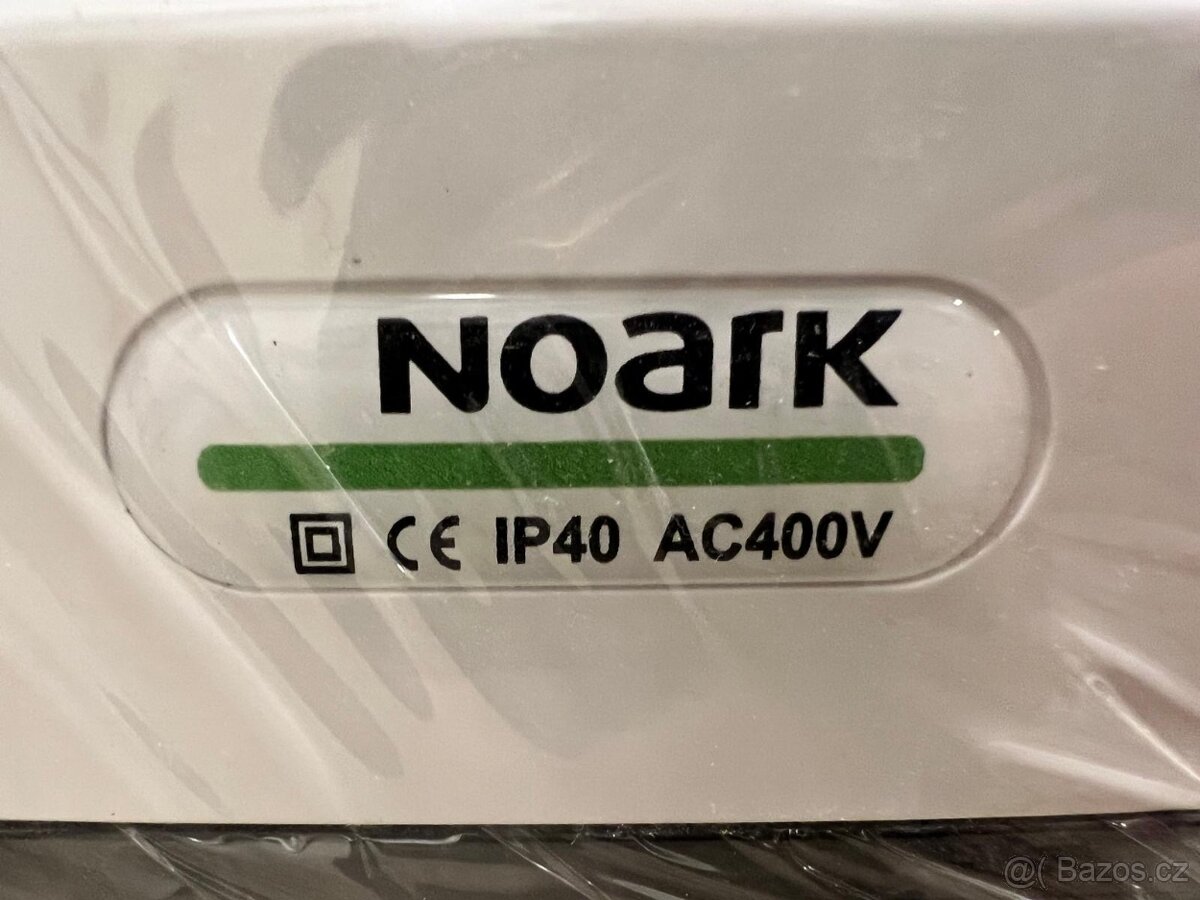 NOARK
CE IP40 AC400V
@( Bazos.cz